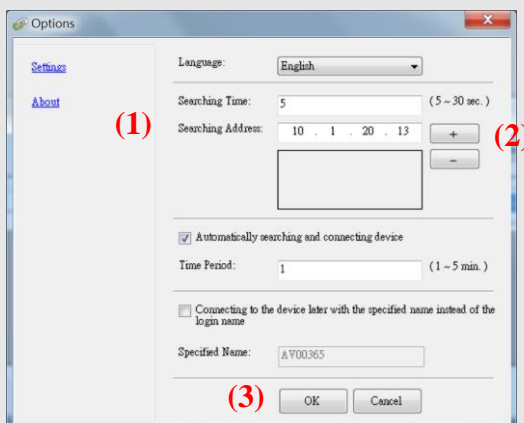 Options
Settings
About
Language: English
(1)
Searching Time: 5 (5~30 sec.)
Searching Address: 10 . 1 . 20 . 13 +
(2)
−
Automatically searching and connecting device
Time Period: 1 (1~5 min.)
Connecting to the device later with the specified name instead of the
login name
Specified Name: AV00365
(3) OK Cancel